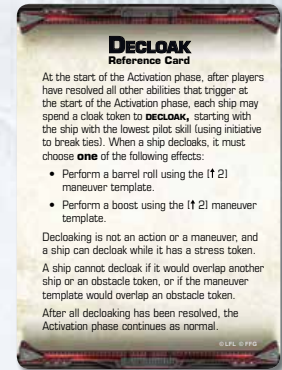 DECLOAK
Reference Card
At the start of the Activation phase, after players
have resolved all other abilities that trigger at
the start of the Activation phase, each ship may
spend a cloak token to DECLOAK, starting with
the ship with the lowest pilot skill (using initiative
to break ties). When a ship decloaks, it must
choose one of the following effects:
• Perform a barrel roll using the [↑ 2]
maneuver template.
• Perform a boost using the [↑ 2] maneuver
template.
Decloaking is not an action or a maneuver, and
a ship can decloak while it has a stress token.
A ship cannot decloak if it would overlap another
ship or an obstacle token, or if the maneuver
template would overlap an obstacle token.
After all decloaking has been resolved, the
Activation phase continues as normal.
© LFL © FFG